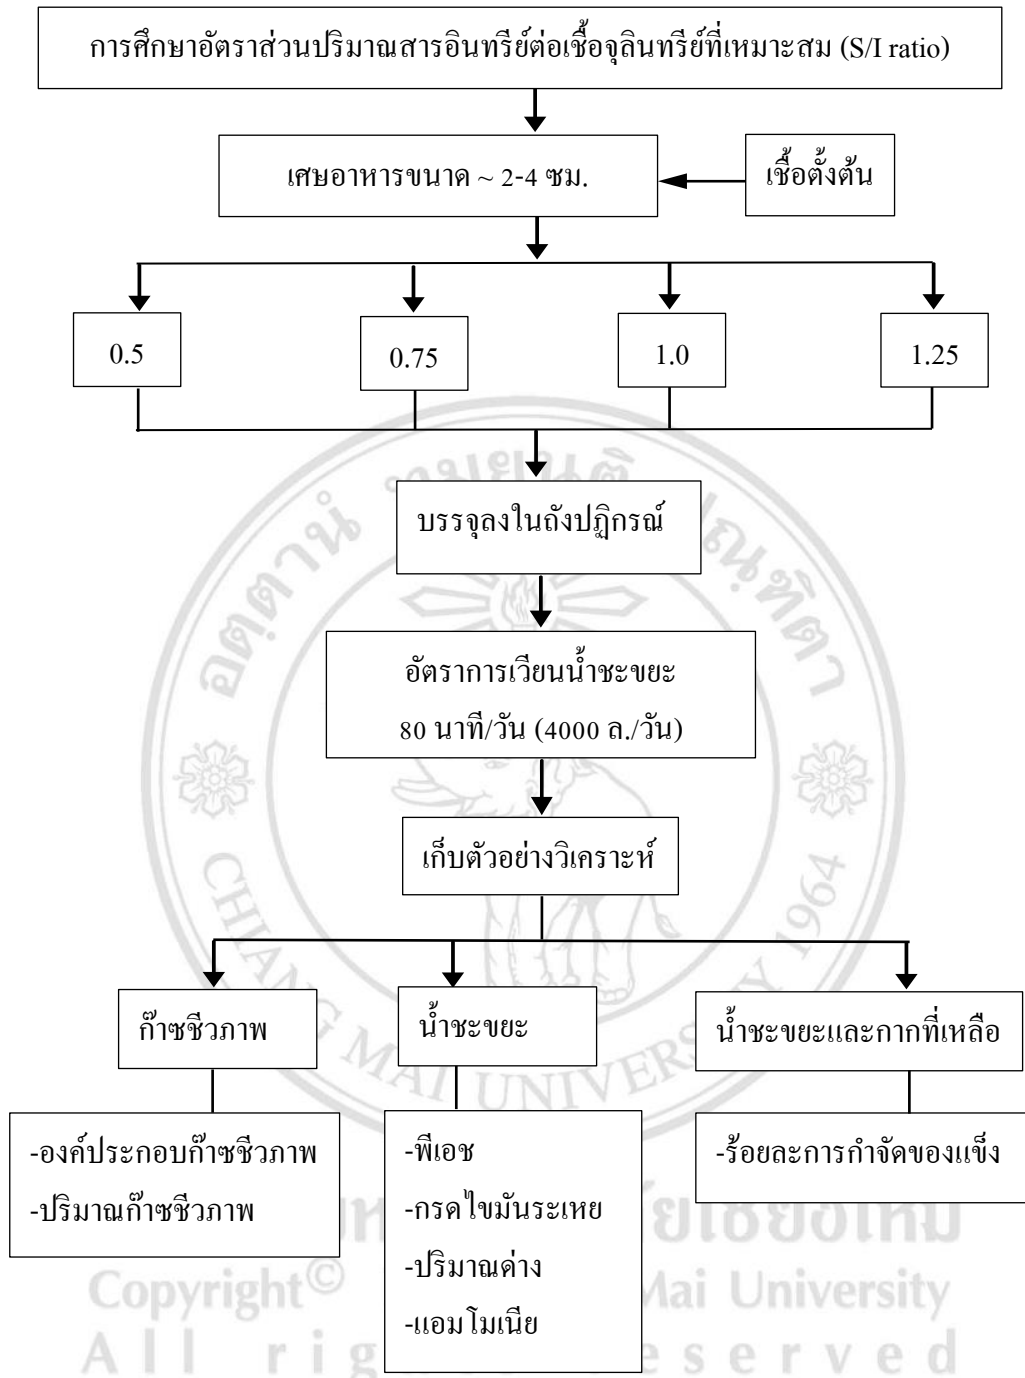 การศึกษาอัตราส่วนปริมาณสารอินทรีย์ต่อเชื้อจุลินทรีย์ที่เหมาะสม (S/I ratio)
เศษอาหารขนาด ~ 2-4 ซม.
เชื้อตั้งต้น
0.5
0.75
1.0
1.25
บรรจุลงในถังปฏิกรณ์
อัตราการเวียนน้ำชะขยะ
80 นาที/วัน (4000 ล./วัน)
เก็บตัวอย่างวิเคราะห์
ก๊าซชีวภาพ
น้ำชะขยะ
น้ำชะขยะและกากที่เหลือ
-องค์ประกอบก๊าซชีวภาพ
-ปริมาณก๊าซชีวภาพ
-พีเอช
-กรดไขมันระเหย
-ปริมาณด่าง
-แอมโมเนีย
-ร้อยละการกำจัดของแข็ง
อตฺตานํ
CHIANG MAI UNIVERSITY 1964
Copyright© Mai University
All